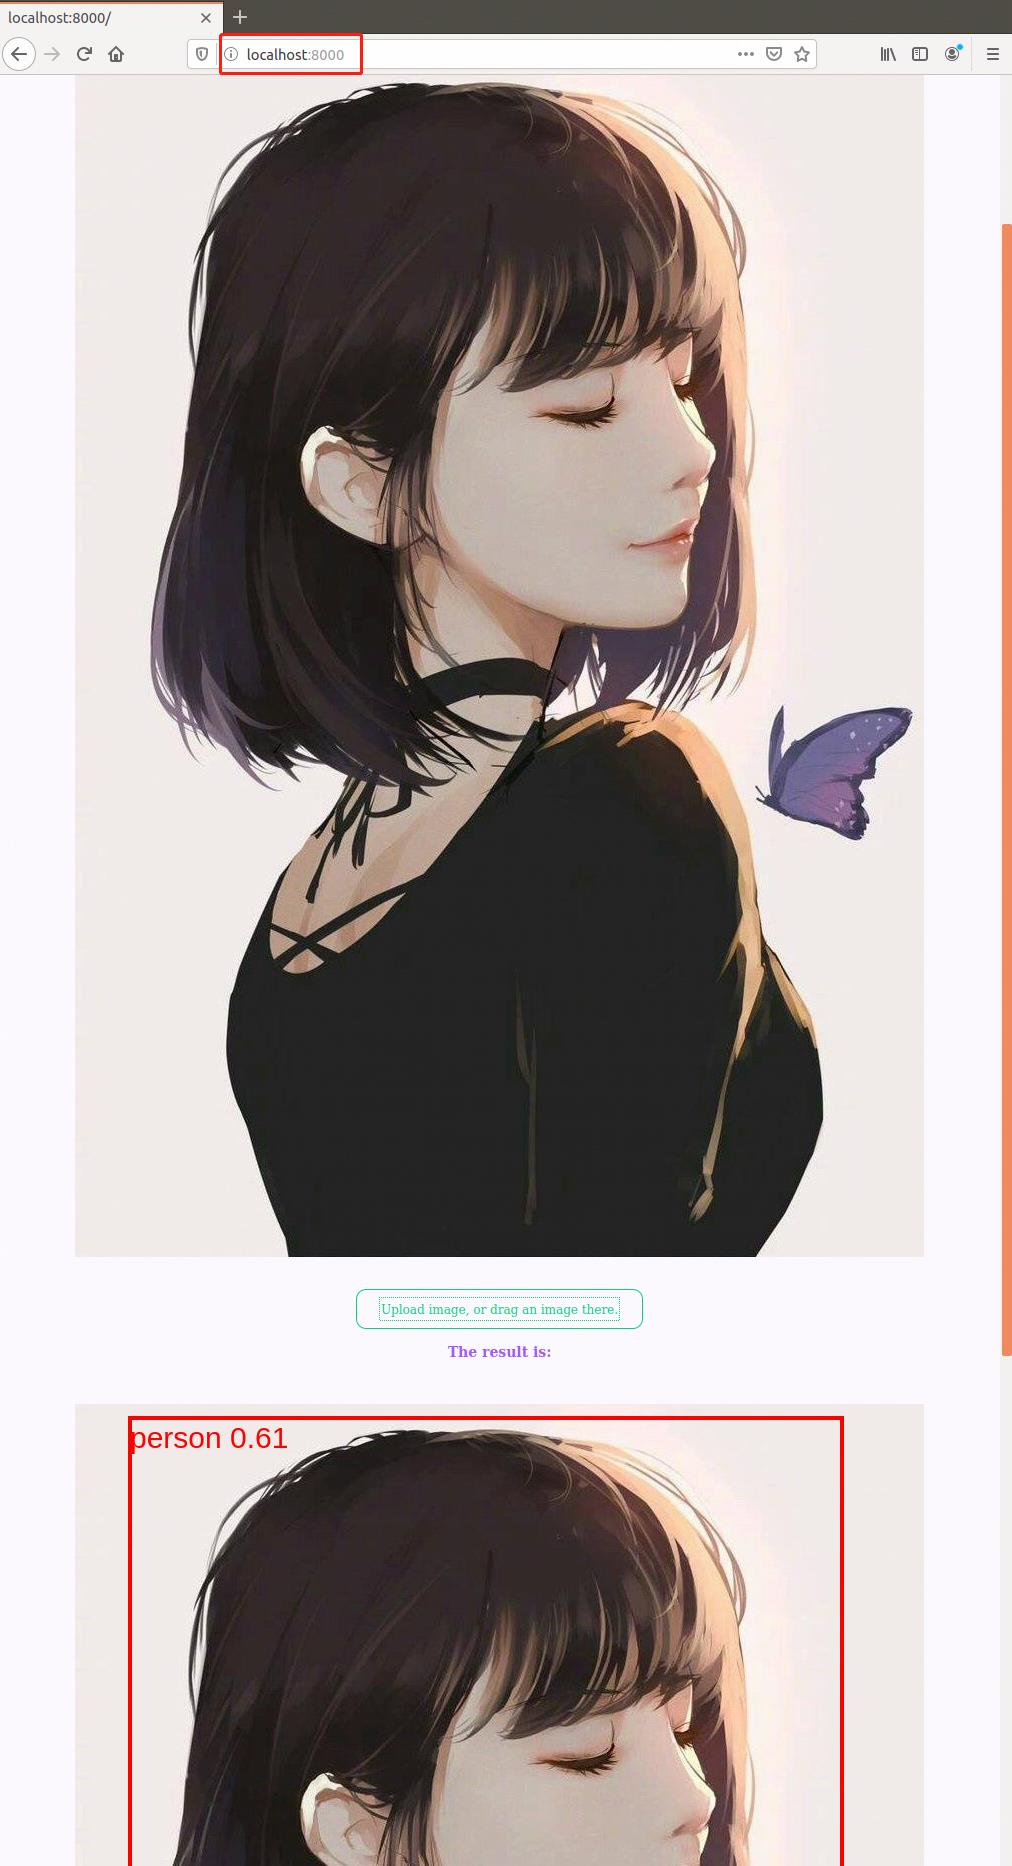 localhost:8000/
localhost:8000
Upload image, or drag an image there.
The result is:
person 0.61